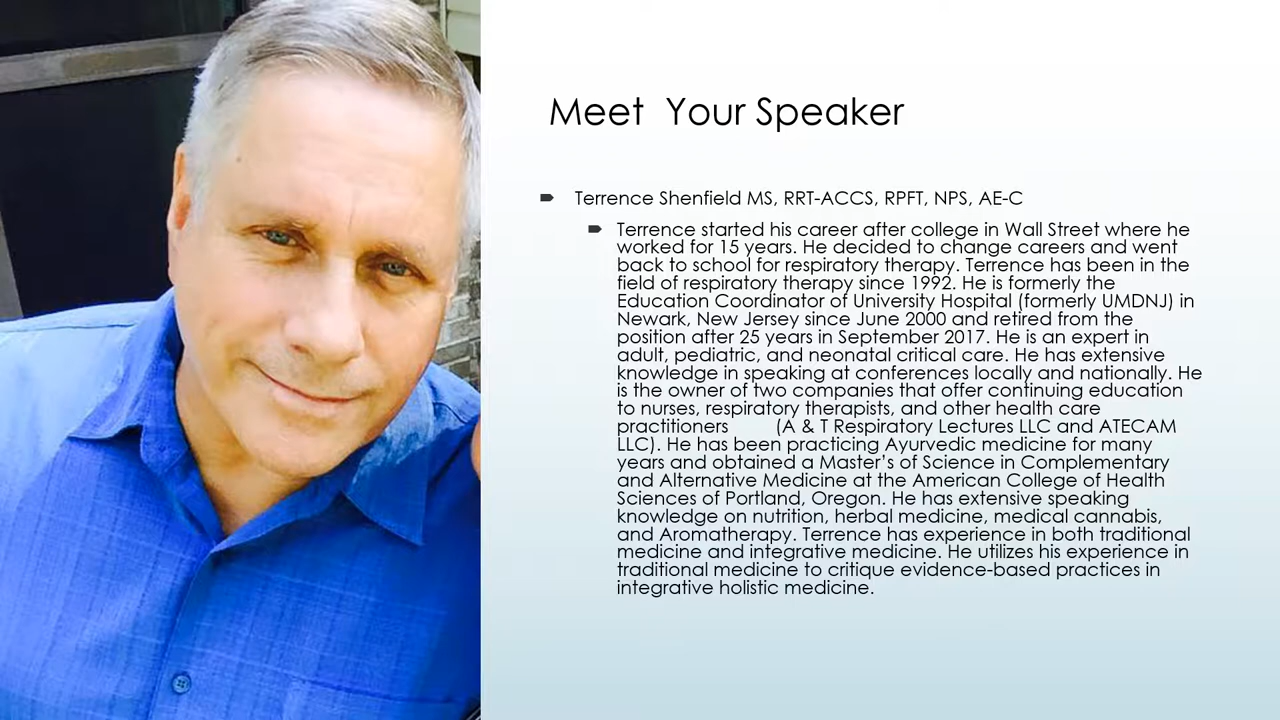 Meet  Your Speaker
Terrence Shenfield MS, RRT-ACCS, RPFT, NPS, AE-C
Terrence started his career after college in Wall Street where he
worked for 15 years. He decided to change careers and went
back to school for respiratory therapy. Terrence has been in the
field of respiratory therapy since 1992. He is formerly the
Education Coordinator of University Hospital (formerly UMDNJ) in
Newark, New Jersey since June 2000 and retired from the
position after 25 years in September 2017. He is an expert in
adult, pediatric, and neonatal critical care. He has extensive
knowledge in speaking at conferences locally and nationally. He
is the owner of two companies that offer continuing education
to nurses, respiratory therapists, and other health care
practitioners        (A & T Respiratory Lectures LLC and ATECAM
LLC). He has been practicing Ayurvedic medicine for many
years and obtained a Master’s of Science in Complementary
and Alternative Medicine at the American College of Health
Sciences of Portland, Oregon. He has extensive speaking
knowledge on nutrition, herbal medicine, medical cannabis,
and Aromatherapy. Terrence has experience in both traditional
medicine and integrative medicine. He utilizes his experience in
traditional medicine to critique evidence-based practices in
integrative holistic medicine.